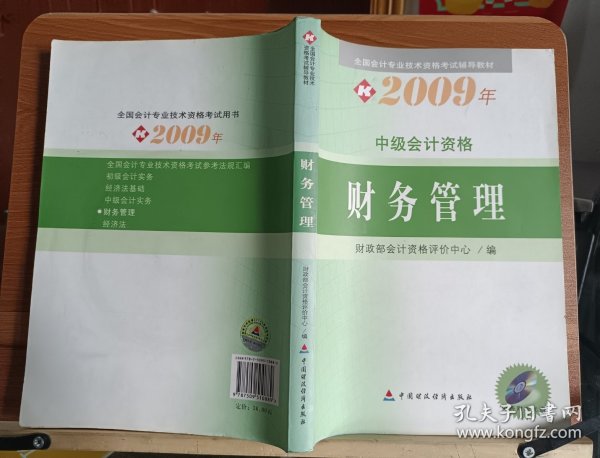 全国会计专业技术资格考试用书
2009年
全国会计专业技术资格考试参考法规汇编
初级会计实务
经济法基础
中级会计实务
财务管理
经济法
全国会计专业技术
资格考试辅导教材
财务管理
财政部会计资格评价中心/编
中国财政经济出版社
全国会计专业技术资格考试辅导教材
2009年
中级会计资格
财务管理
财政部会计资格评价中心/编
中国财政经济出版社
孔夫子旧书网
www.kongfz.com